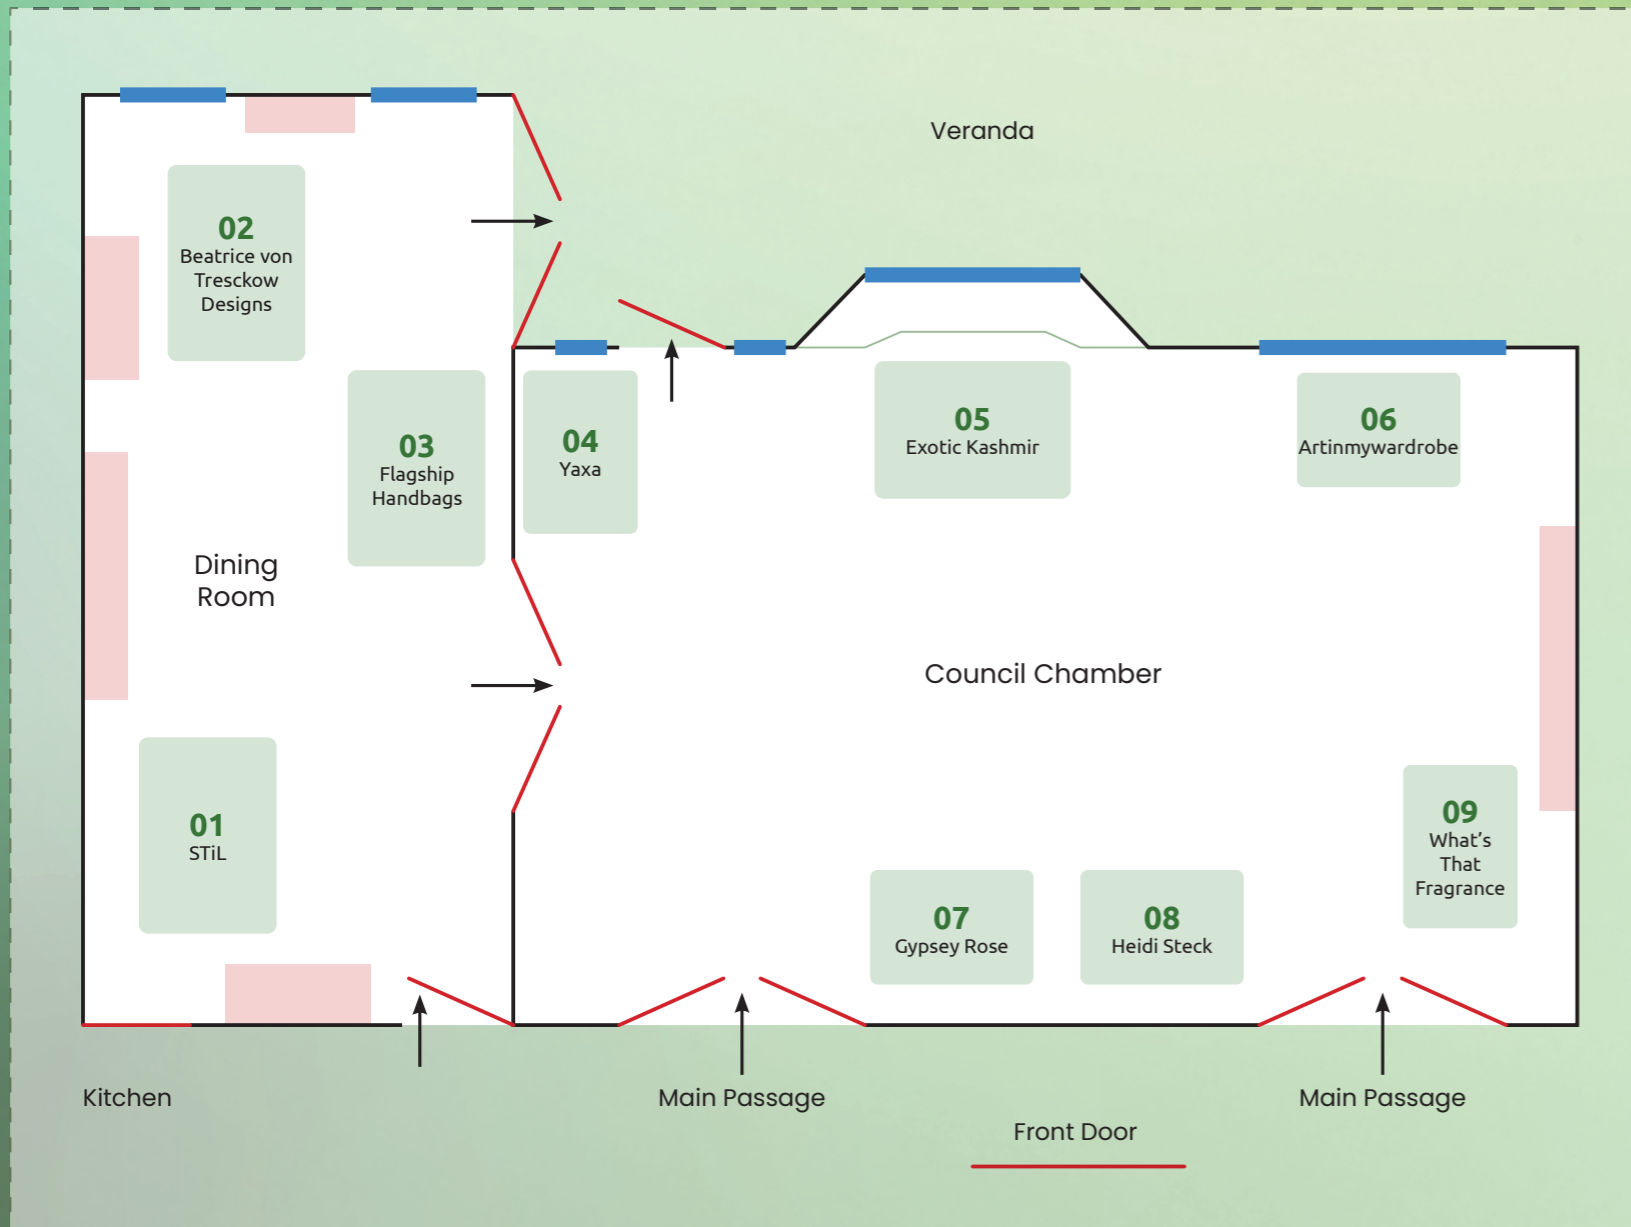 Veranda
02
Beatrice von
Tresckow
Designs
03
Flagship
Handbags
04
Yaxa
05
Exotic Kashmir
06
Artinmywardrobe
Dining
Room
Council Chamber
01
STiL
07
Gypsey Rose
08
Heidi Steck
09
What’s
That
Fragrance
Kitchen
Main Passage
Main Passage
Front Door